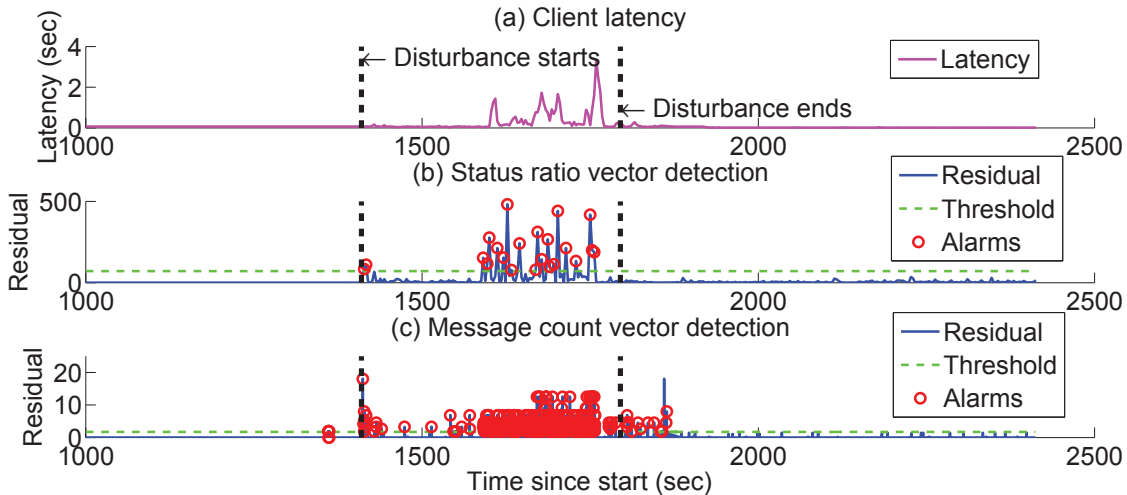 (a) Client latency
Latency (sec)
4
2
0
← Disturbance starts
← Disturbance ends
Latency
1000 1500 2000 2500
(b) Status ratio vector detection
Residual
500
0
Residual
Threshold
Alarms
1000 1500 2000 2500
(c) Message count vector detection
Residual
20
10
0
Residual
Threshold
Alarms
1000 1500 2000 2500
Time since start (sec)